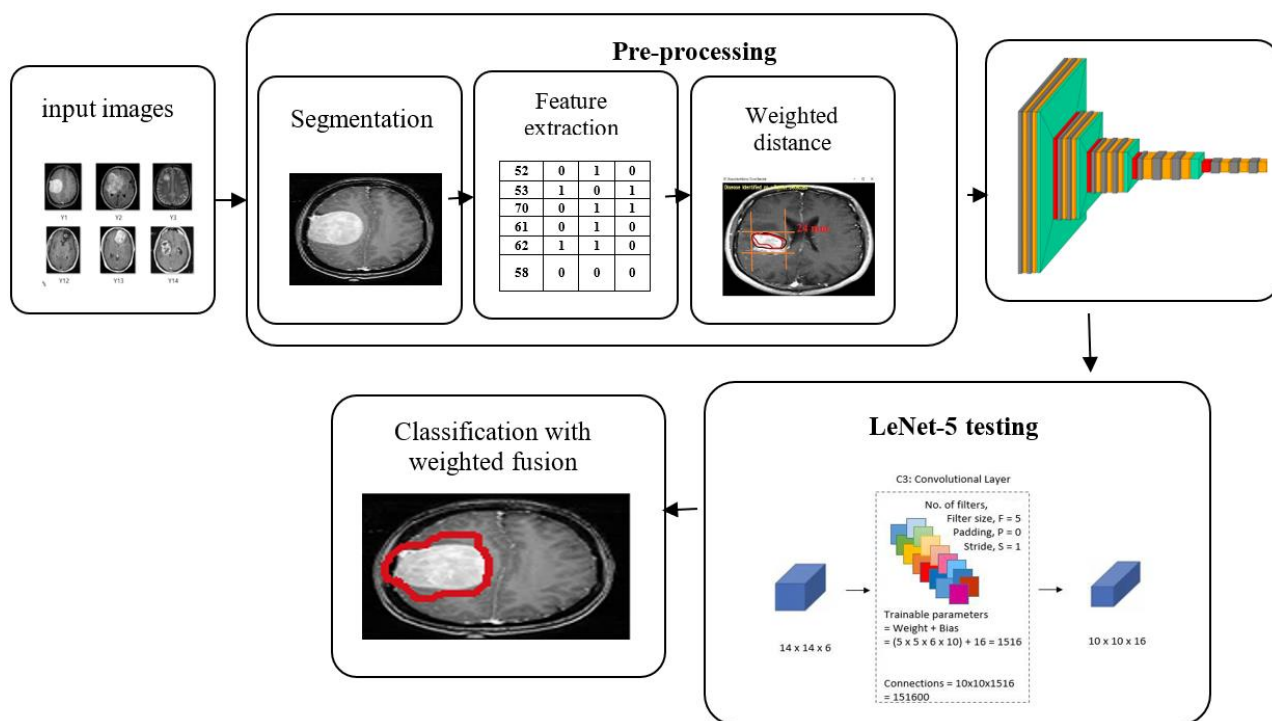 Pre-processing
input images
Y1
Y2
Y3
Y12
Y13
Y14
Segmentation
Feature
extraction
52 0 1 0
53 1 0 1
70 0 1 1
61 0 1 0
62 1 1 0
58 0 0 0
Weighted
distance
24 mm
LeNet-5 testing
C3: Convolutional Layer
No. of filters,
Filter size, F = 5
Padding, P = 0
Stride, S = 1
Trainable parameters
= Weight + Bias
= (5 x 5 x 6 x 10) + 16 = 1516
Connections = 10x10x1516
= 151600
14 x 14 x 6
10 x 10 x 16
Classification with
weighted fusion